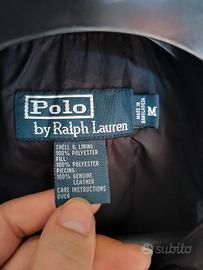 Polo
by Ralph Lauren
MADE IN
BANGLADESH
M
SHELL & LINING:
100% POLYESTER
FILL:
100% POLYESTER
PIECING:
100% GENUINE
LEATHER
CARE INSTRUCTIONS
OVER
subito